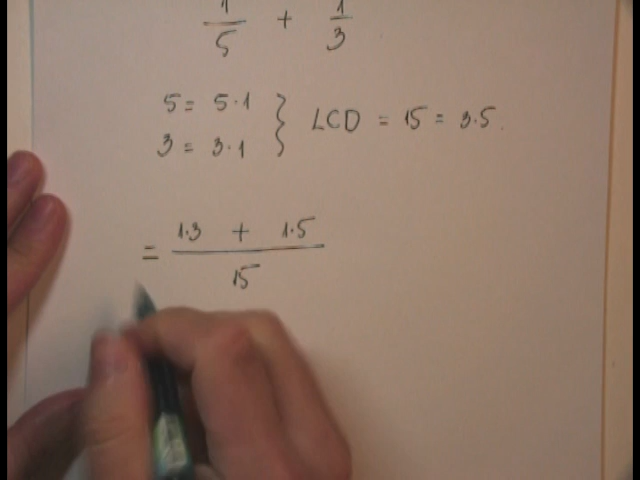 1/5 + 1/3
5 = 5·1
3 = 3·1
} LCD = 15 = 3·5.
= (1·3 + 1·5)/15